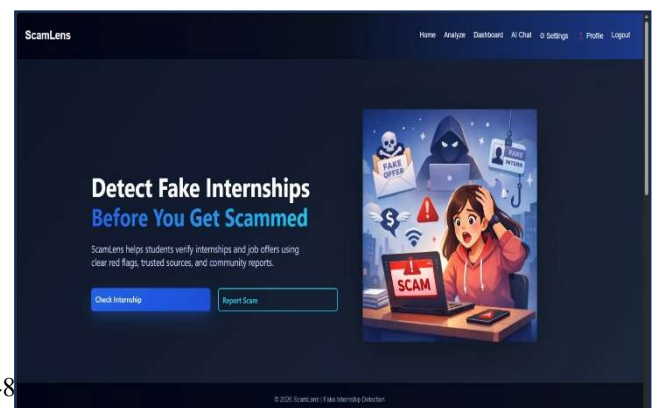 ScamLens
Home Analyze Dashboard AI Chat Settings Profile Logout
Detect Fake Internships
Before You Get Scammed
ScamLens helps students verify internships and job offers using
clear red flags, trusted sources, and community reports.
Check Internship
Report Scam
FAKE
OFFER
FAKE
INTERN
$
SCAM
8
© 2026 ScamLens | Fake Internship Detection